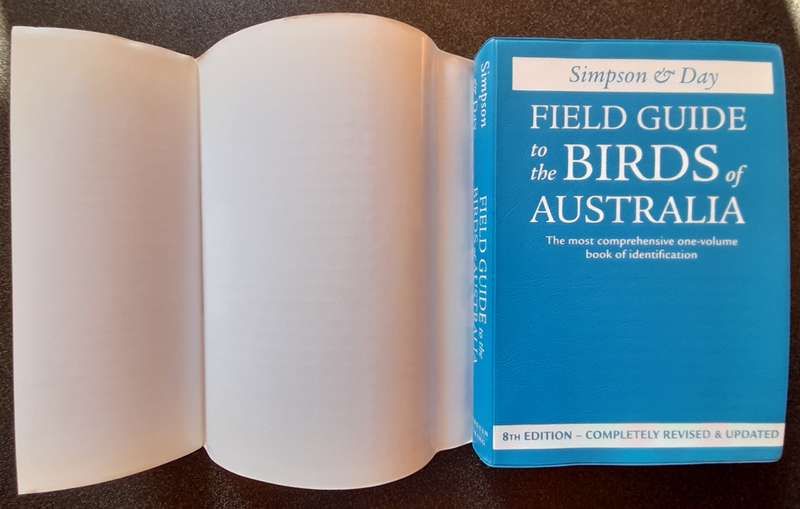 Simpson & Day
FIELD GUIDE to the
BIRDS of AUSTRALIA
Simpson & Day
FIELD GUIDE
to
the BIRDS of
AUSTRALIA
The most comprehensive one-volume
book of identification
8TH EDITION – COMPLETELY REVISED & UPDATED